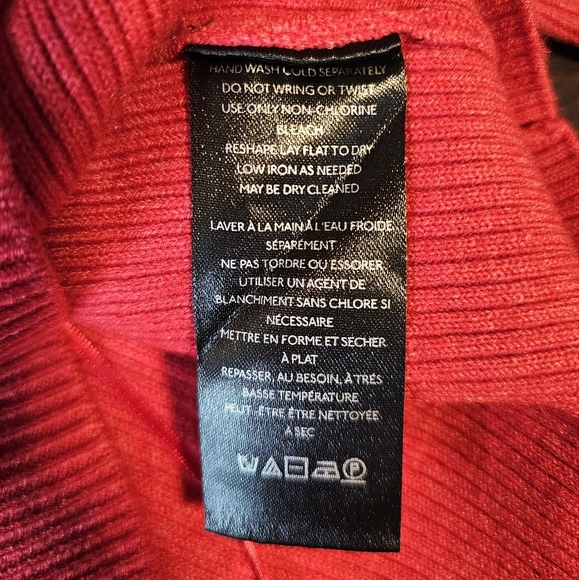 HAND WASH COLD SEPARATELY
DO NOT WRING OR TWIST
USE ONLY NON-CHLORINE
BLEACH
RESHAPE LAY FLAT TO DRY
LOW IRON AS NEEDED
MAY BE DRY CLEANED
LAVER À LA MAIN À L'EAU FROIDE
SÉPARÉMENT
NE PAS TORDRE OU ESSORER
UTILISER UN AGENT DE
BLANCHIMENT SANS CHLORE SI
NÉCESSAIRE
METTRE EN FORME ET SÉCHER
À PLAT
REPASSER, AU BESOIN, À TRÉS
BASSE TEMPÉRATURE
PEUT-ÊTRE ÊTRE NETTOYÉE
À SEC
P